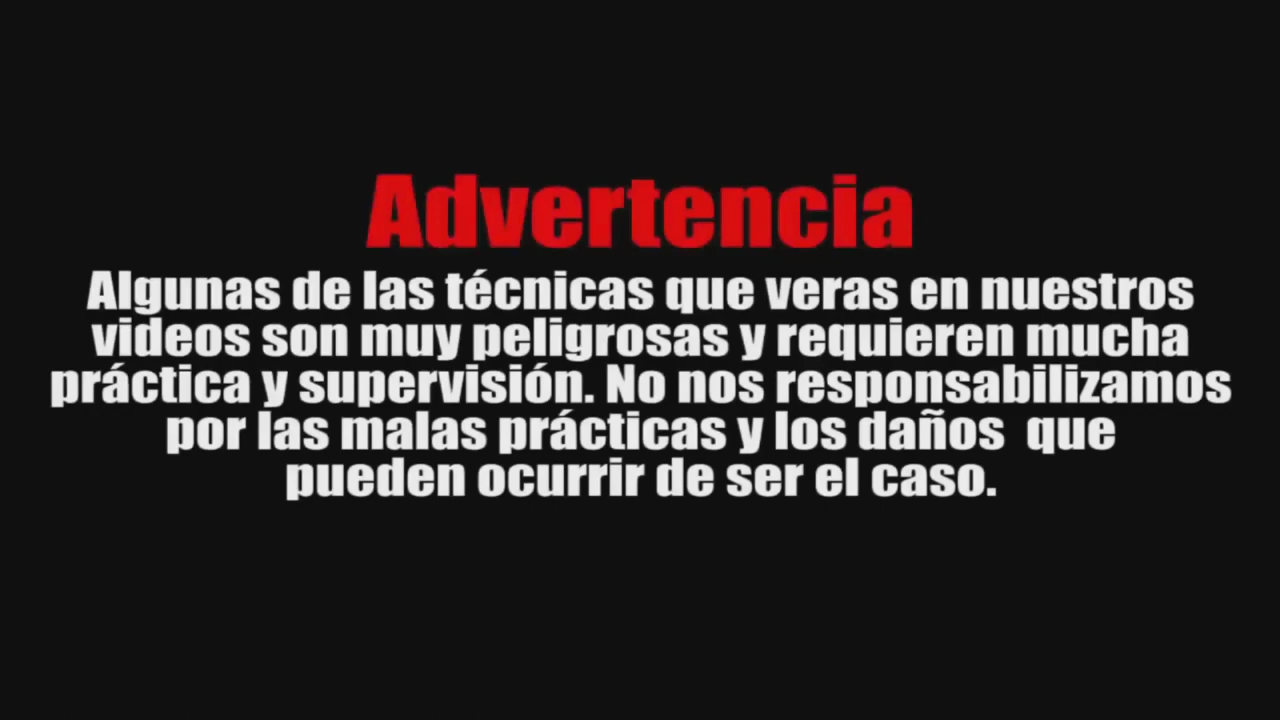 Advertencia
Algunas de las técnicas que veras en nuestros
videos son muy peligrosas y requieren mucha
práctica y supervisión. No nos responsabilizamos
por las malas prácticas y los daños  que
pueden ocurrir de ser el caso.